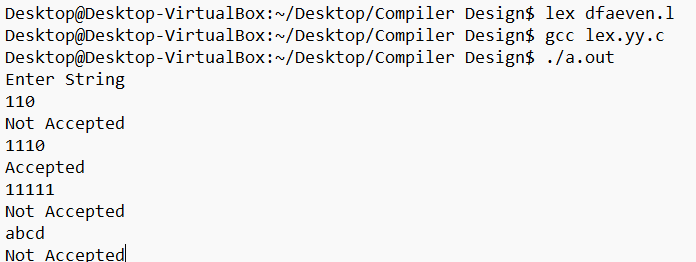 Desktop@Desktop-VirtualBox:~/Desktop/Compiler Design$ lex dfaeven.l
Desktop@Desktop-VirtualBox:~/Desktop/Compiler Design$ gcc lex.yy.c
Desktop@Desktop-VirtualBox:~/Desktop/Compiler Design$ ./a.out
Enter String
110
Not Accepted
1110
Accepted
11111
Not Accepted
abcd
Not Accepted